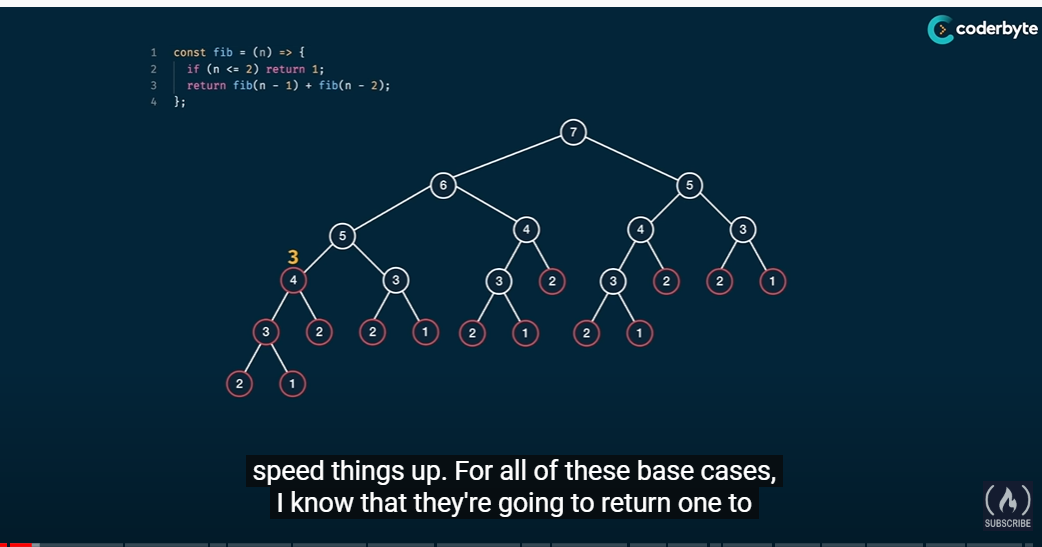 coderbyte
1 const fib = (n) => {
2 if (n <= 2) return 1;
3 return fib(n - 1) + fib(n - 2);
4 };
7
6 5
5 4 4 3
3
4 3 3 2 3 2 2 1
3 2 2 1 2 1 2 1
2 1
speed things up. For all of these base cases,
I know that they're going to return one to
SUBSCRIBE